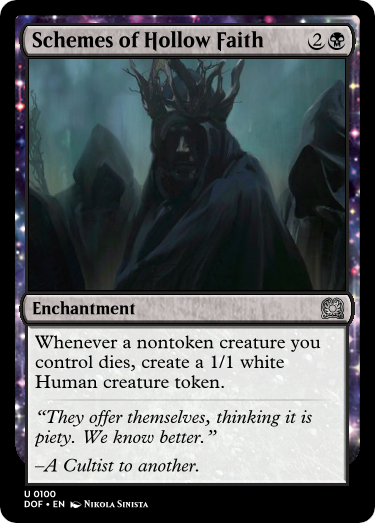 Schemes of Hollow Faith 2
Enchantment
Whenever a nontoken creature you
control dies, create a 1/1 white
Human creature token.
“They offer themselves, thinking it is
piety. We know better.”
–A Cultist to another.
U 0100
DOF • EN Nikola Sinista